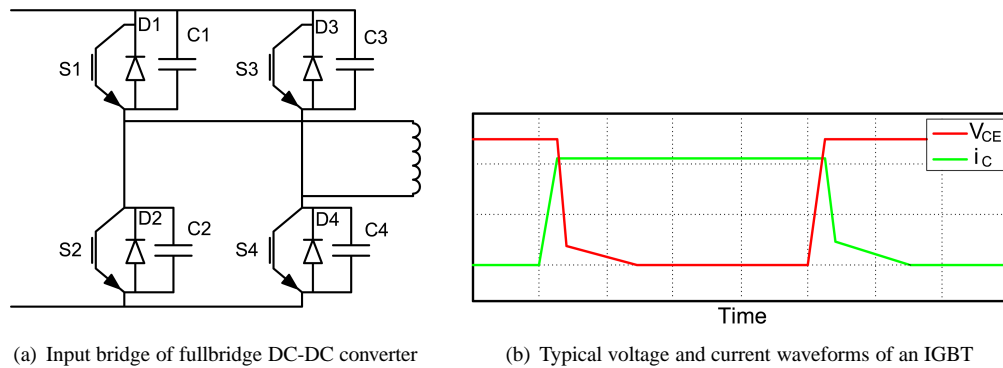 D1
C1
D3
C3
S1
S3
D2
C2
D4
C4
S2
S4
(a) Input bridge of fullbridge DC-DC converter
VCE
iC
Time
(b) Typical voltage and current waveforms of an IGBT